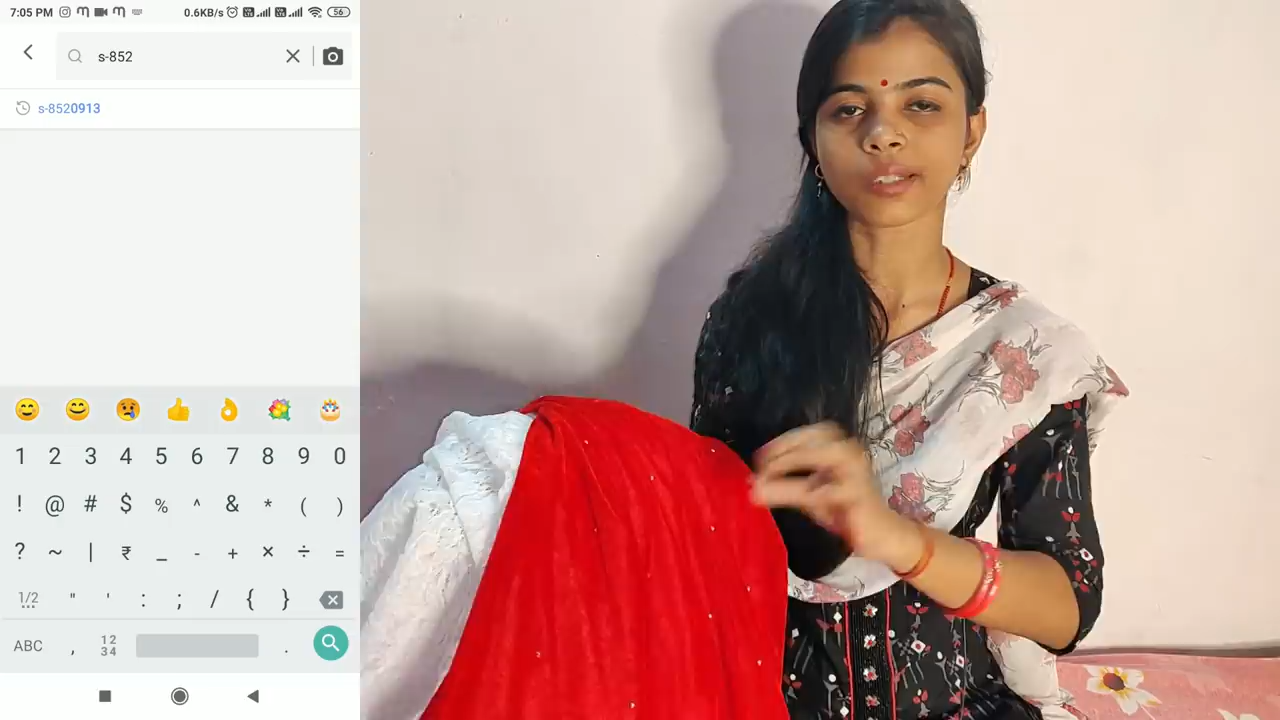 7:05 PM 0.6KB/s 56
s-852
s-8520913
1 2 3 4 5 6 7 8 9 0
! @ # $ % ^ & * ( )
? ~ | ₹ _ - + × ÷ =
1/2 " ' : ; / { }
ABC , 12 34 .